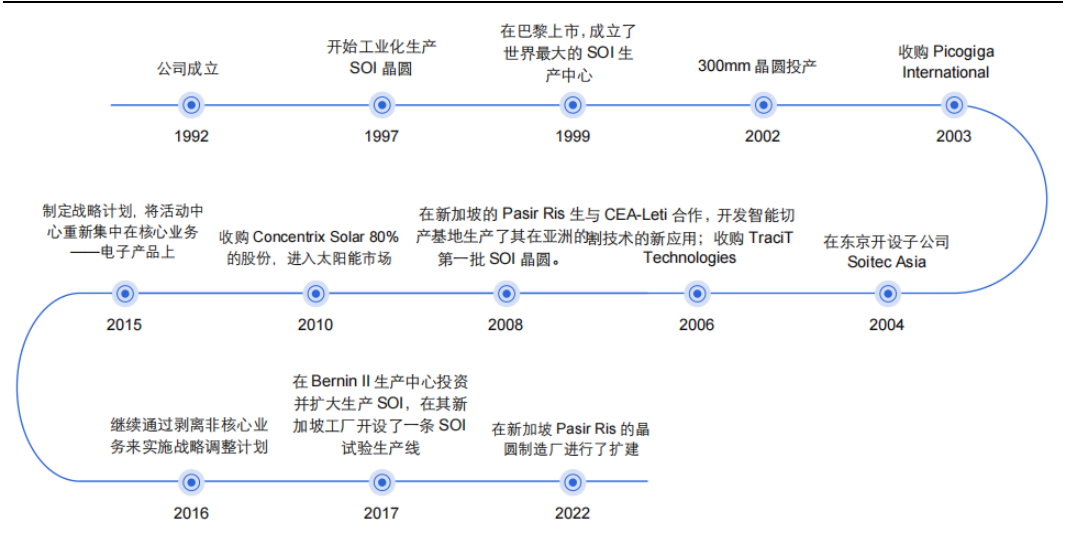 公司成立
1992
开始工业化生产
SOI 晶圆
1997
在巴黎上市，成立了
世界最大的 SOI 生
产中心
1999
300mm 晶圆投产
2002
收购 Picogiga
International
2003
制定战略计划，将活动中
心重新集中在核心业务
——电子产品上
2015
收购 Concentrix Solar 80%
的股份，进入太阳能市场
2010
在新加坡的 Pasir Ris 生
产基地生产了其在亚洲的
第一批 SOI 晶圆。
2008
与 CEA-Leti 合作，开发智能切
割技术的新应用；收购 TraciT
Technologies
2006
在东京开设子公司
Soitec Asia
2004
继续通过剥离非核心业
务来实施战略调整计划
2016
在 Bernin II 生产中心投资
并扩大生产 SOI，在其新
加坡工厂开设了一条 SOI
试验生产线
2017
在新加坡 Pasir Ris 的晶
圆制造厂进行了扩建
2022